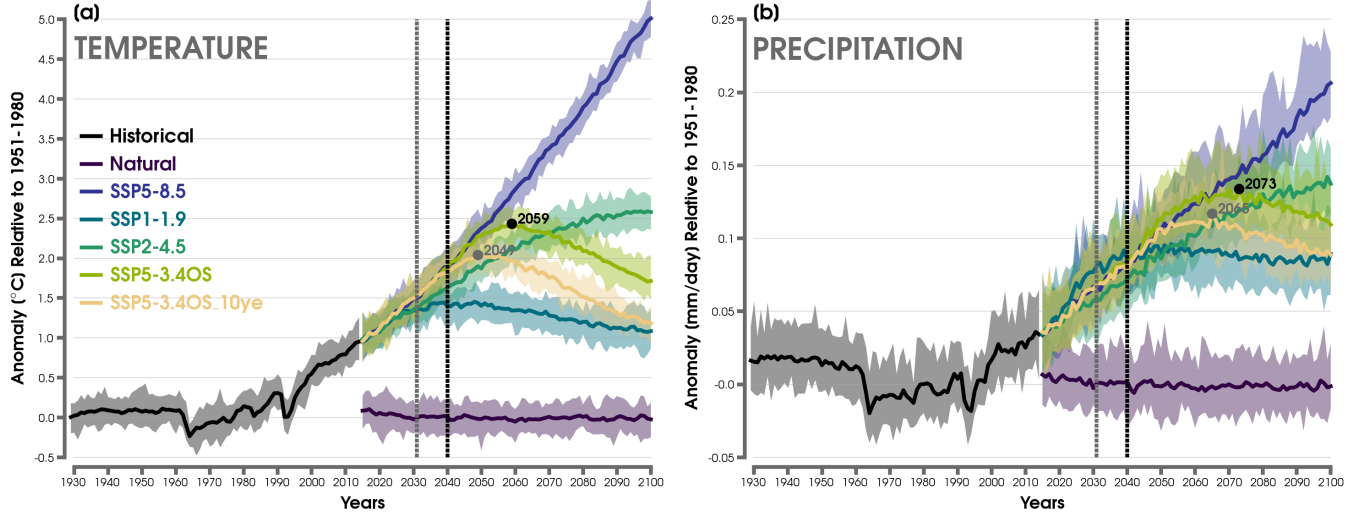 (a)
TEMPERATURE
Anomaly (°C) Relative to 1951-1980
5.0
4.5
4.0
3.5
3.0
2.5
2.0
1.5
1.0
0.5
0.0
-0.5
Historical
Natural
SSP5-8.5
SSP1-1.9
SSP2-4.5
SSP5-3.4OS
SSP5-3.4OS_10ye
2059
2049
1930 1940 1950 1960 1970 1980 1990 2000 2010 2020 2030 2040 2050 2060 2070 2080 2090 2100
Years
(b)
PRECIPITATION
Anomaly (mm/day) Relative to 1951-1980
0.25
0.2
0.15
0.1
0.05
-0.0
-0.05
2073
2065
1930 1940 1950 1960 1970 1980 1990 2000 2010 2020 2030 2040 2050 2060 2070 2080 2090 2100
Years